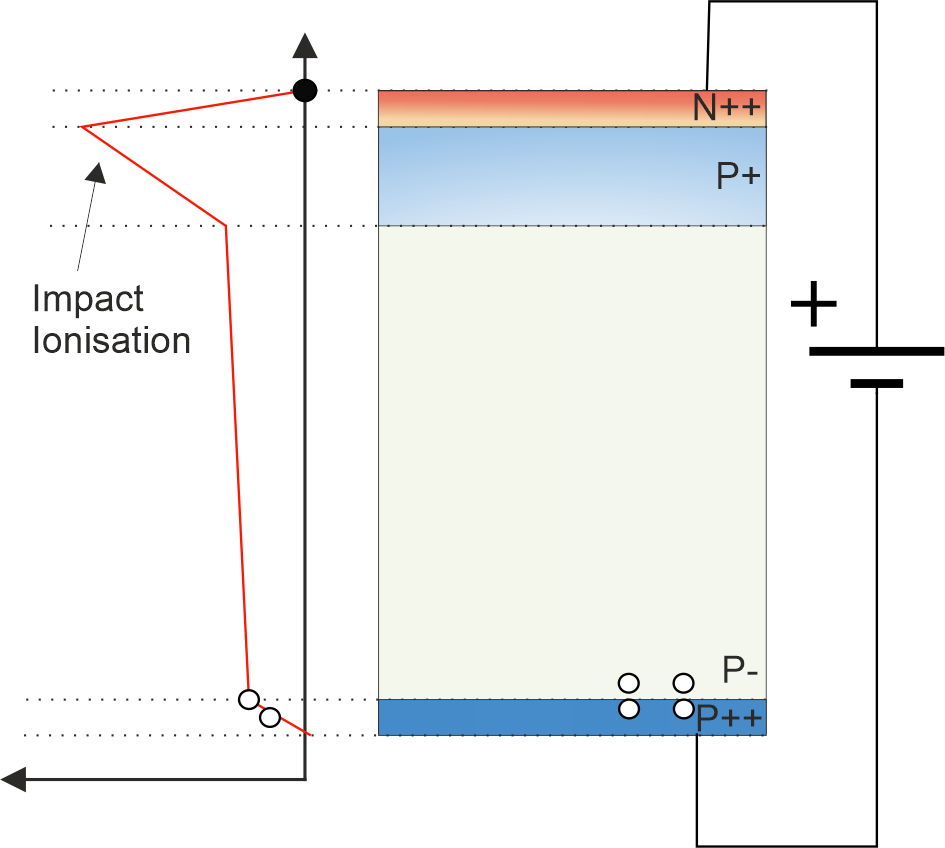 N++
P+
Impact
Ionisation
+
P-
P++